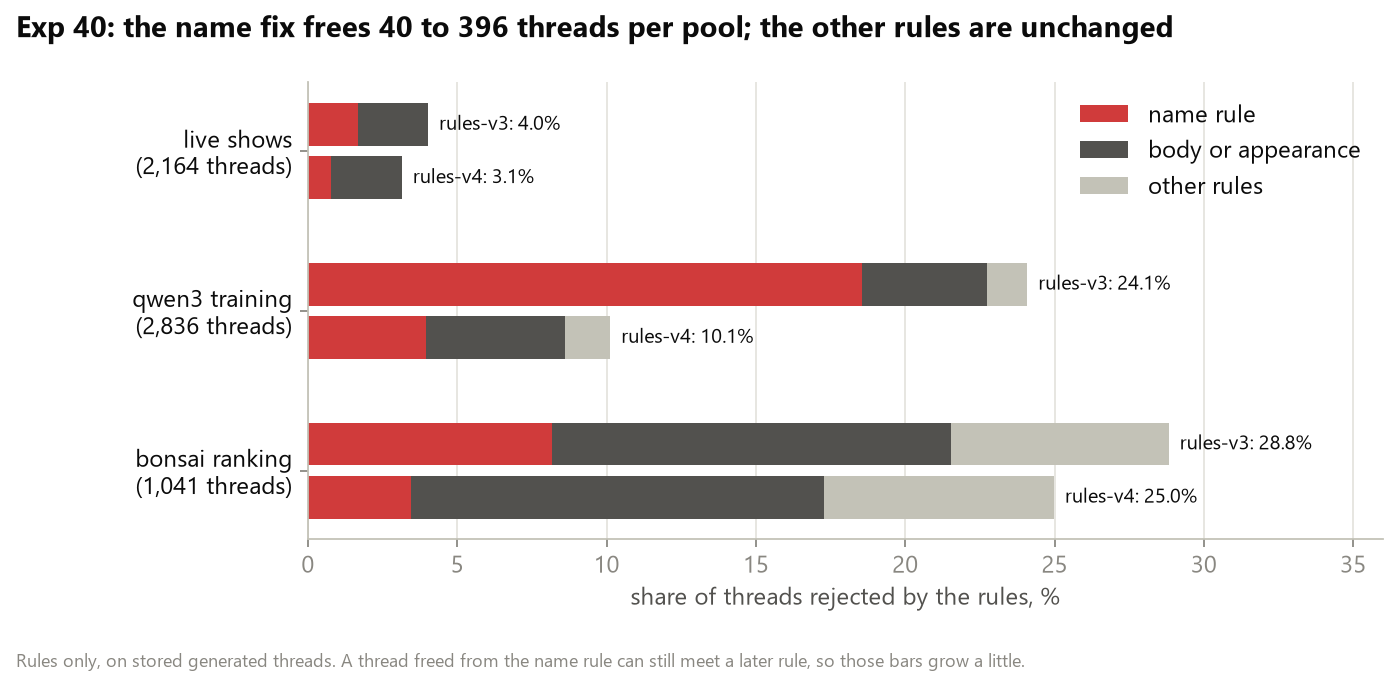 Exp 40: the name fix frees 40 to 396 threads per pool; the other rules are unchanged
name rule
body or appearance
other rules
live shows
(2,164 threads)
rules-v3: 4.0%
rules-v4: 3.1%
qwen3 training
(2,836 threads)
rules-v3: 24.1%
rules-v4: 10.1%
bonsai ranking
(1,041 threads)
rules-v3: 28.8%
rules-v4: 25.0%
0 5 10 15 20 25 30 35
share of threads rejected by the rules, %
Rules only, on stored generated threads. A thread freed from the name rule can still meet a later rule, so those bars grow a little.